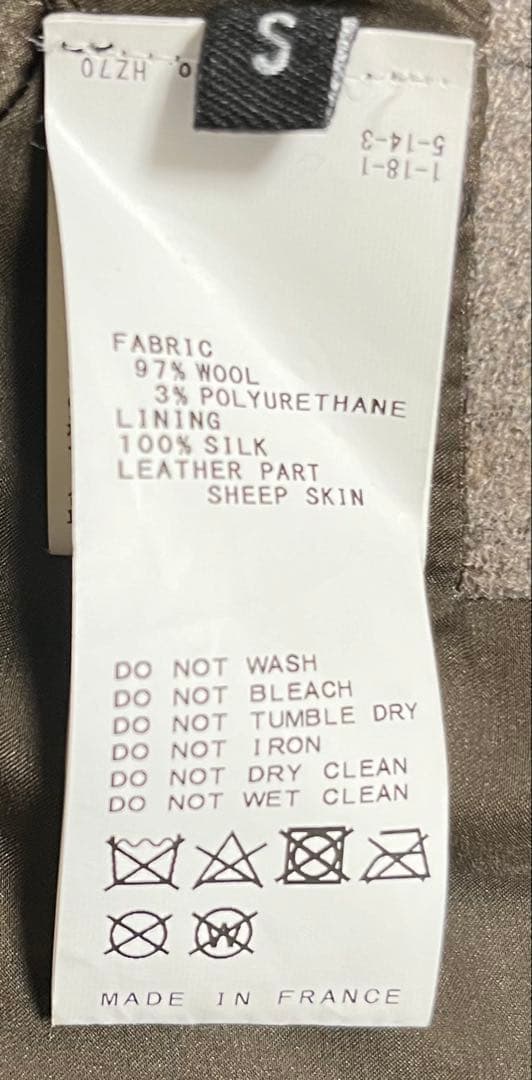 S
HZ70
5-14-3
1-18-1
FABRIC
97% WOOL
3% POLYURETHANE
LINING
100% SILK
LEATHER PART
SHEEP SKIN
DO NOT WASH
DO NOT BLEACH
DO NOT TUMBLE DRY
DO NOT IRON
DO NOT DRY CLEAN
DO NOT WET CLEAN
W
MADE IN FRANCE